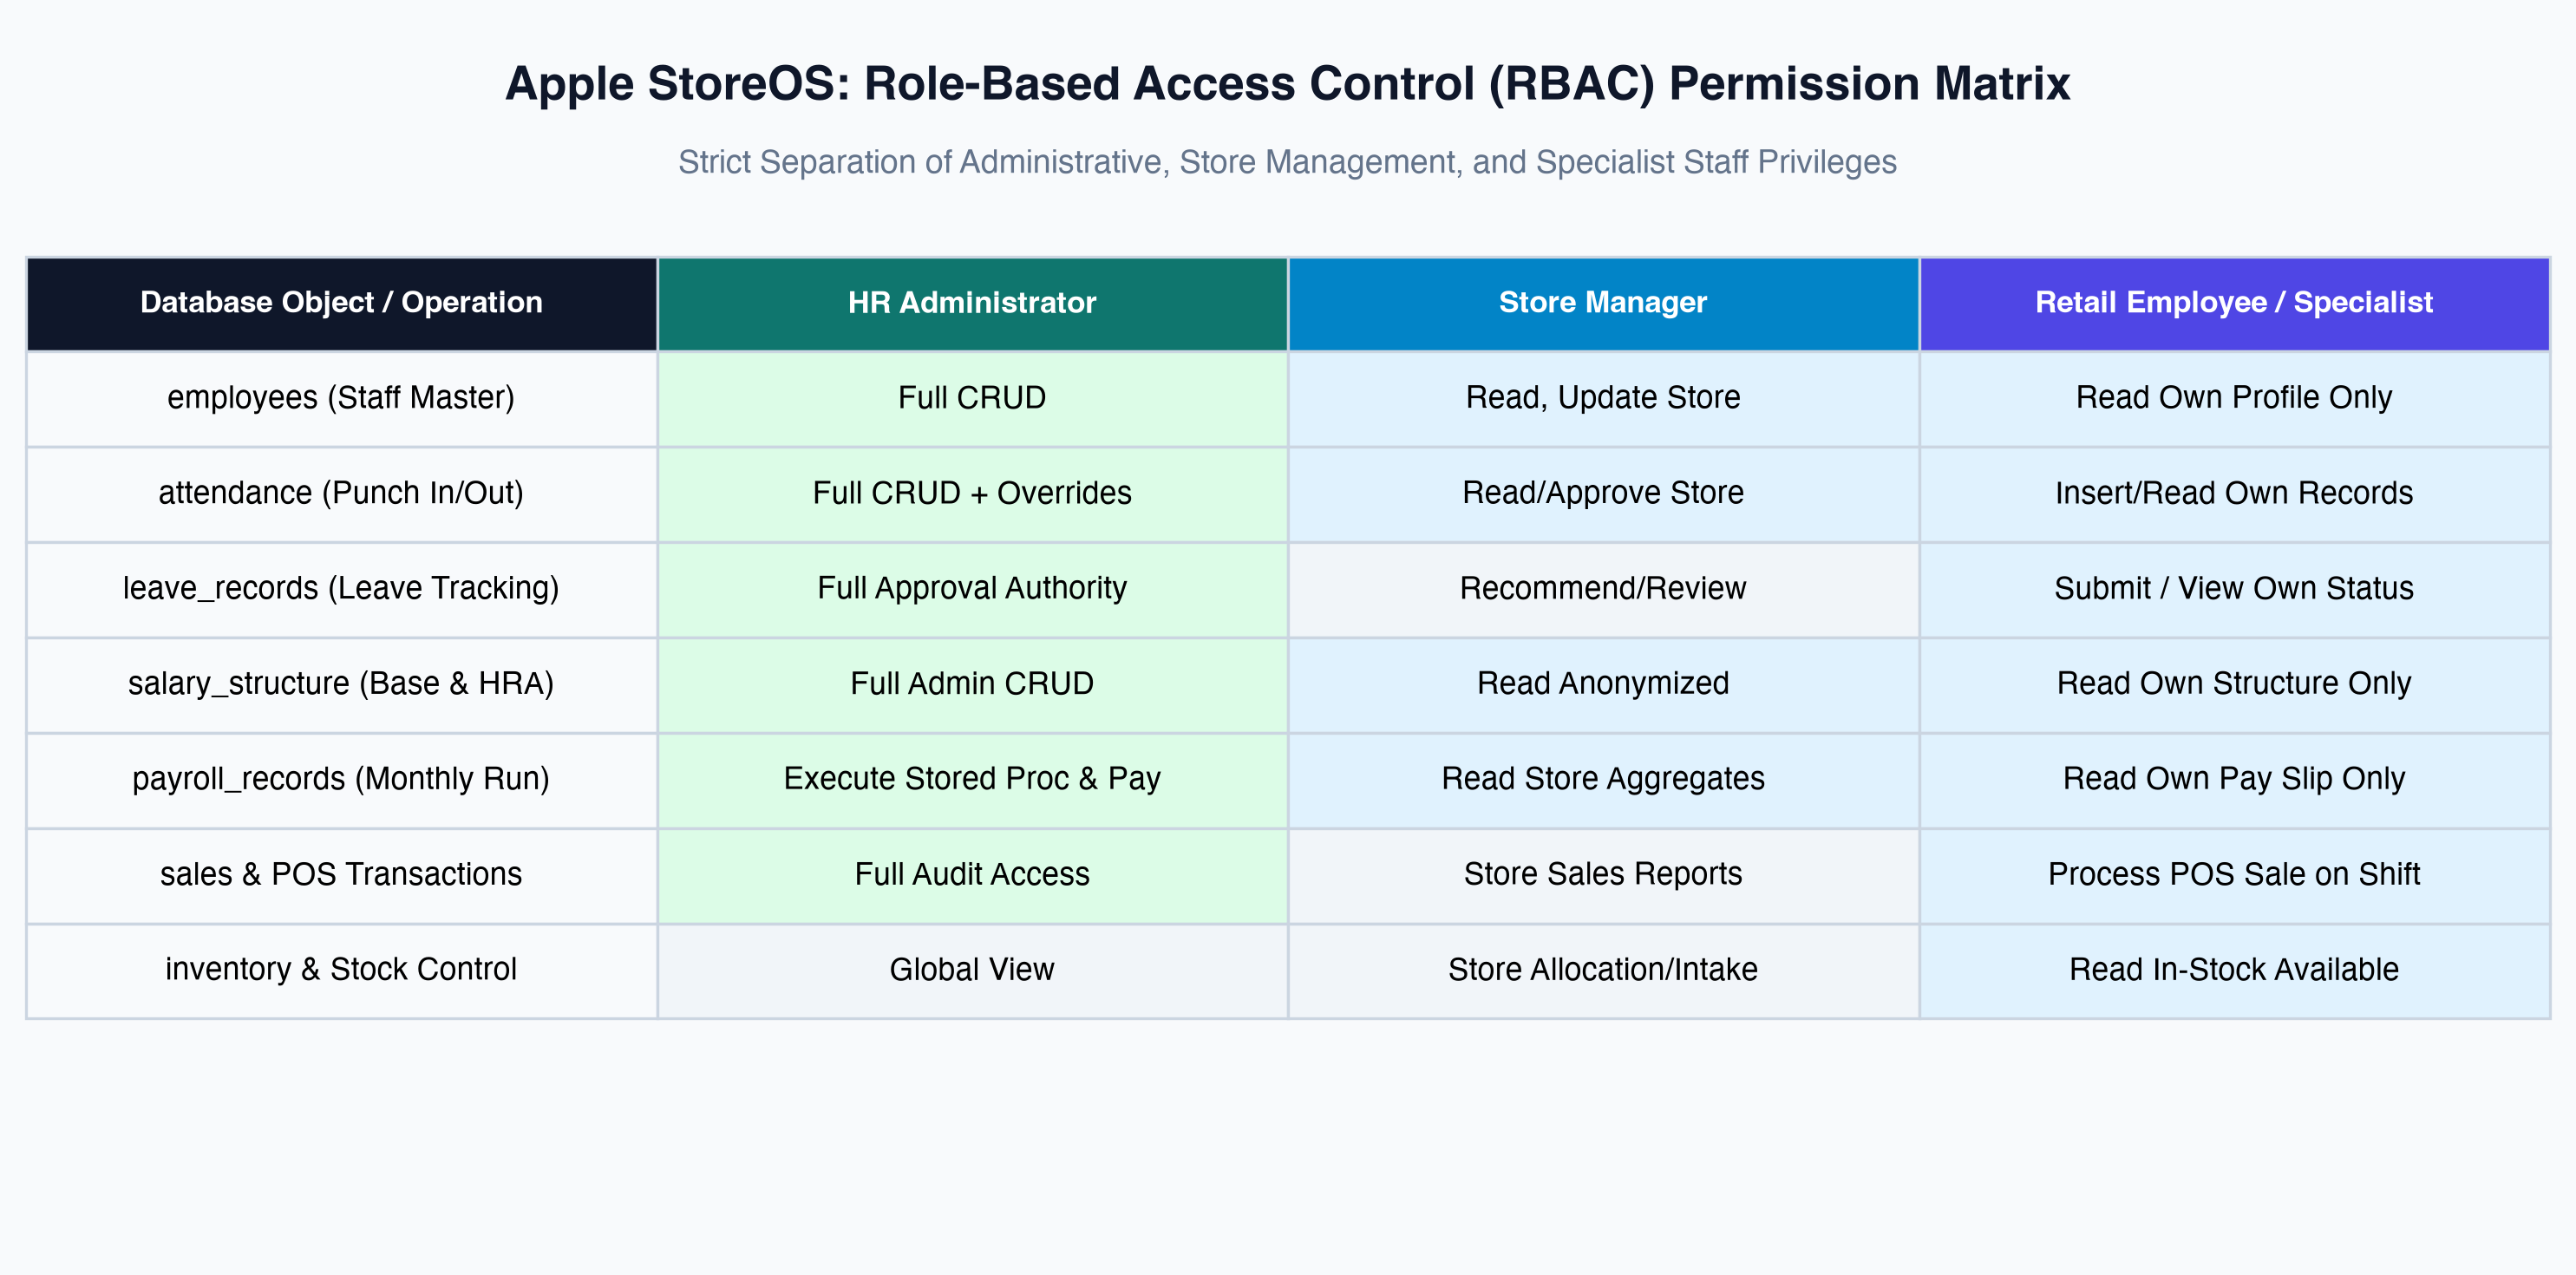 Apple StoreOS: Role-Based Access Control (RBAC) Permission Matrix
Strict Separation of Administrative, Store Management, and Specialist Staff Privileges
Database Object / Operation HR Administrator Store Manager Retail Employee / Specialist
employees (Staff Master) Full CRUD Read, Update Store Read Own Profile Only
attendance (Punch In/Out) Full CRUD + Overrides Read/Approve Store Insert/Read Own Records
leave_records (Leave Tracking) Full Approval Authority Recommend/Review Submit / View Own Status
salary_structure (Base & HRA) Full Admin CRUD Read Anonymized Read Own Structure Only
payroll_records (Monthly Run) Execute Stored Proc & Pay Read Store Aggregates Read Own Pay Slip Only
sales & POS Transactions Full Audit Access Store Sales Reports Process POS Sale on Shift
inventory & Stock Control Global View Store Allocation/Intake Read In-Stock Available